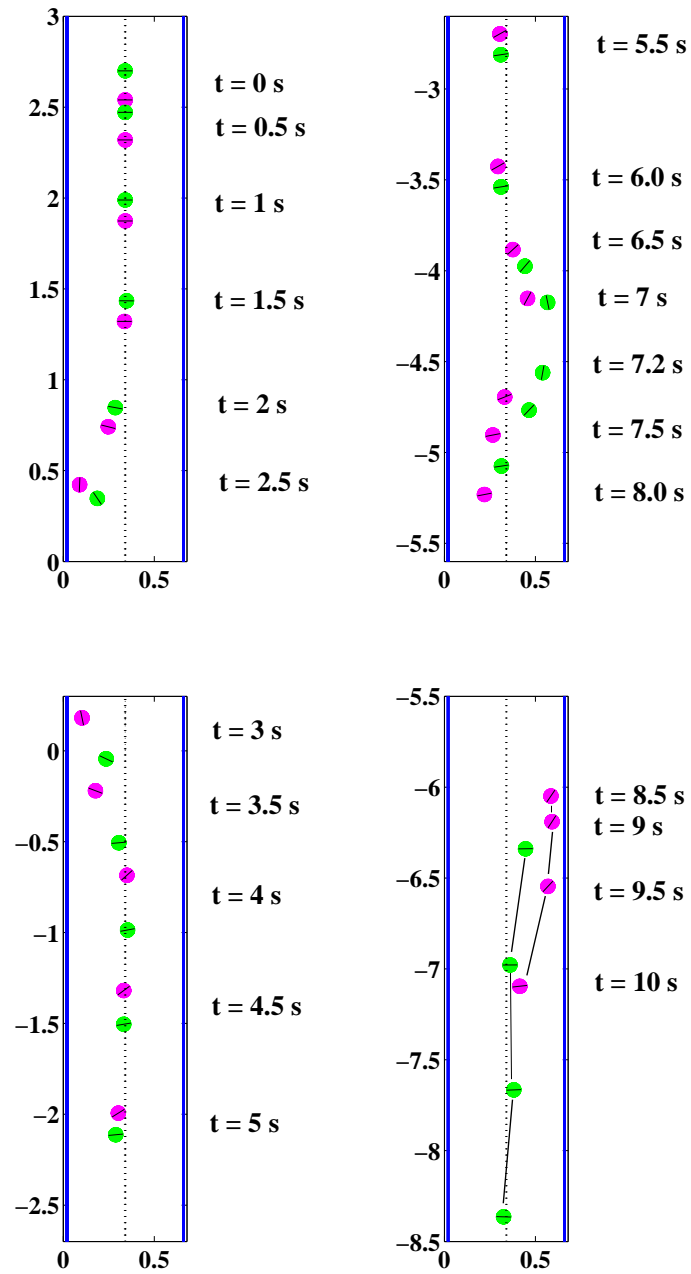 3
2.5
2
1.5
1
0.5
0
0
0.5
t = 0 s
t = 0.5 s
t = 1 s
t = 1.5 s
t = 2 s
t = 2.5 s
−3
−3.5
−4
−4.5
−5
−5.5
0
0.5
t = 5.5 s
t = 6.0 s
t = 6.5 s
t = 7 s
t = 7.2 s
t = 7.5 s
t = 8.0 s
0
−0.5
−1
−1.5
−2
−2.5
0
0.5
t = 3 s
t = 3.5 s
t = 4 s
t = 4.5 s
t = 5 s
−5.5
−6
−6.5
−7
−7.5
−8
−8.5
0
0.5
t = 8.5 s
t = 9 s
t = 9.5 s
t = 10 s